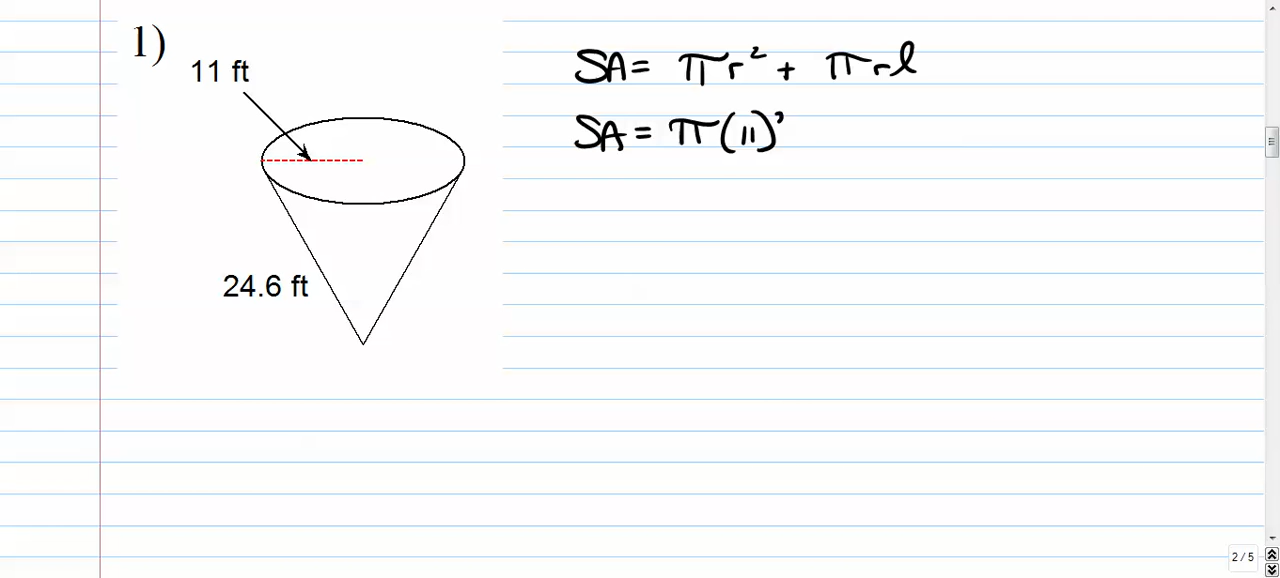 1)
11 ft
24.6 ft
SA = πr² + πrl
SA = π(11)²
2 / 5